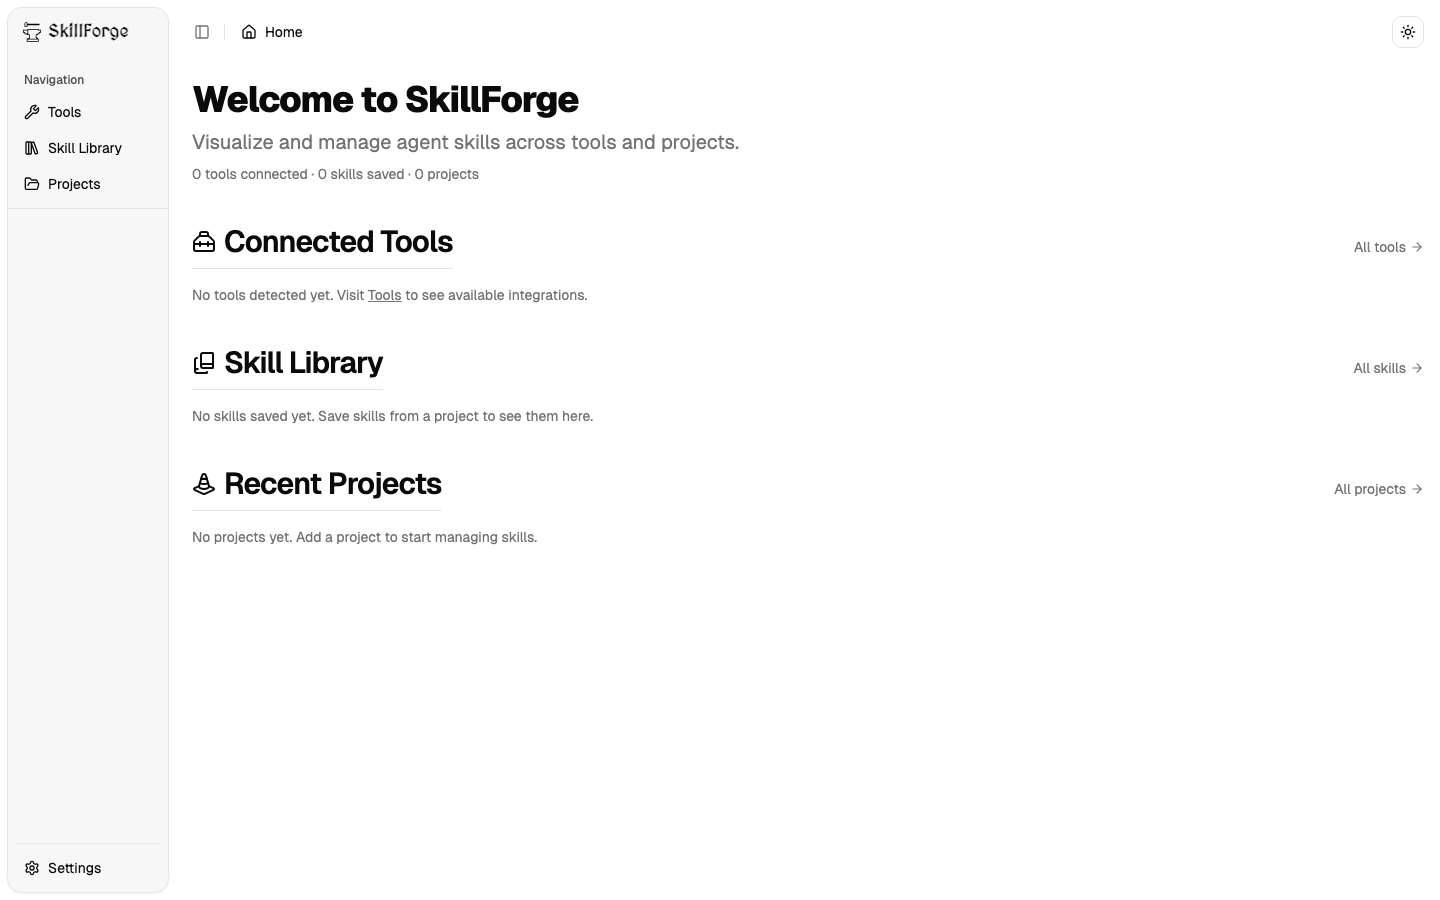 SkillForge
Navigation
Tools
Skill Library
Projects
Settings
Home
Welcome to SkillForge
Visualize and manage agent skills across tools and projects.
0 tools connected · 0 skills saved · 0 projects
Connected Tools
All tools →
No tools detected yet. Visit Tools to see available integrations.
Skill Library
All skills →
No skills saved yet. Save skills from a project to see them here.
Recent Projects
All projects →
No projects yet. Add a project to start managing skills.